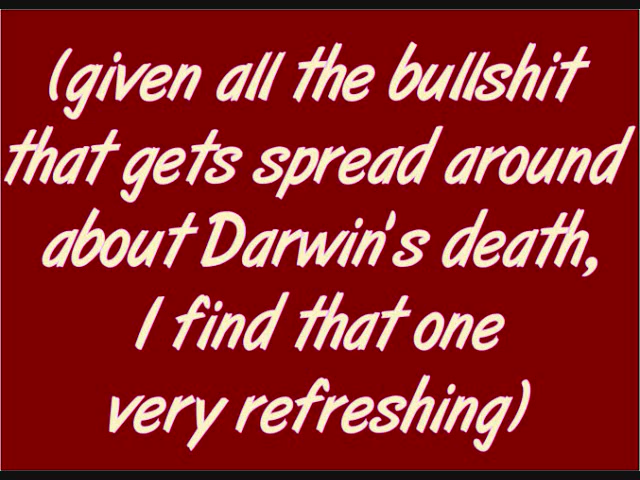 (given all the bullshit
that gets spread around
about Darwin's death,
I find that one
very refreshing)